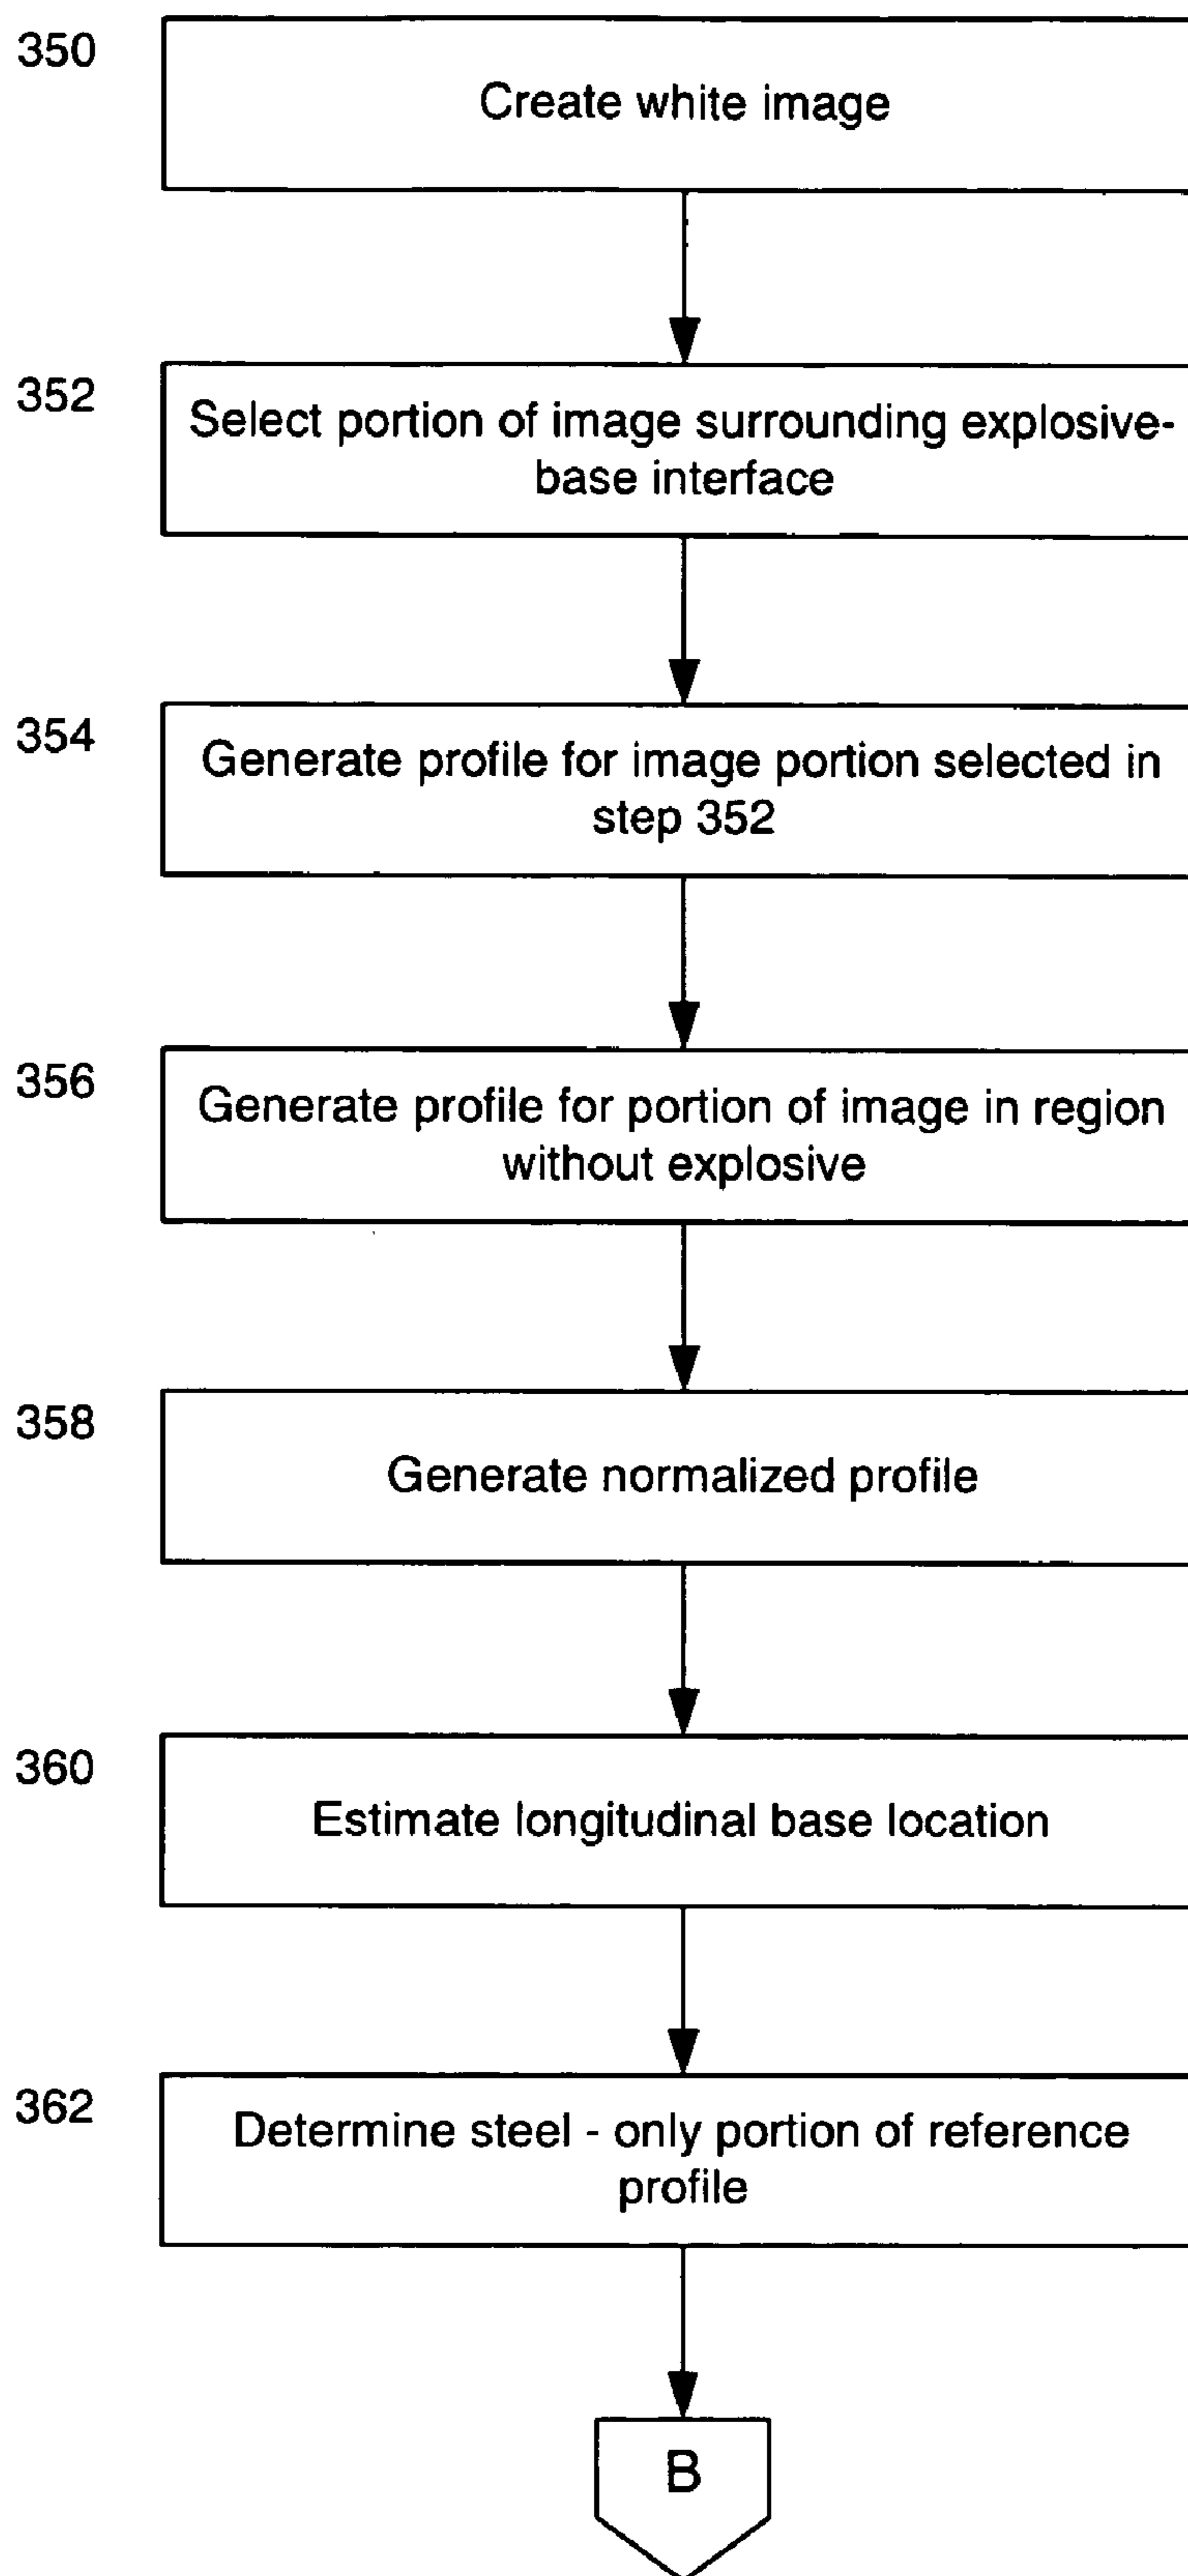 350
Create white image
352
Select portion of image surrounding explosive-
base interface
354
Generate profile for image portion selected in
step 352
356
Generate profile for portion of image in region
without explosive
358
Generate normalized profile
360
Estimate longitudinal base location
362
Determine steel - only portion of reference
profile
B